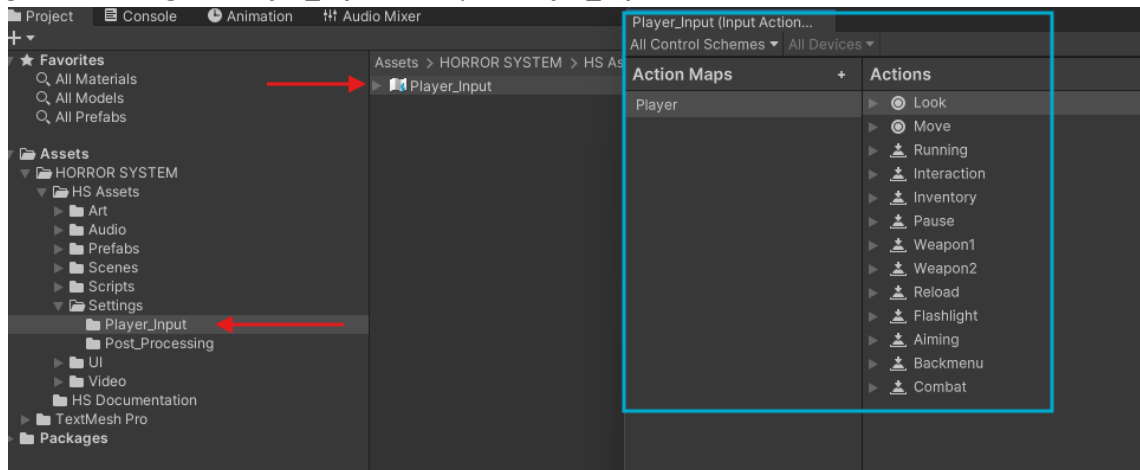 Project Console Animation Audio Mixer
Favorites
All Materials
All Models
All Prefabs
Assets
HORROR SYSTEM
HS Assets
Art
Audio
Prefabs
Scenes
Scripts
Settings
Player_Input
Post_Processing
UI
Video
HS Documentation
TextMesh Pro
Packages
Assets > HORROR SYSTEM > HS As
Player_Input
Player_Input (Input Action...
All Control Schemes All Devices
Action Maps +
Player
Actions
Look
Move
Running
Interaction
Inventory
Pause
Weapon1
Weapon2
Reload
Flashlight
Aiming
Backmenu
Combat